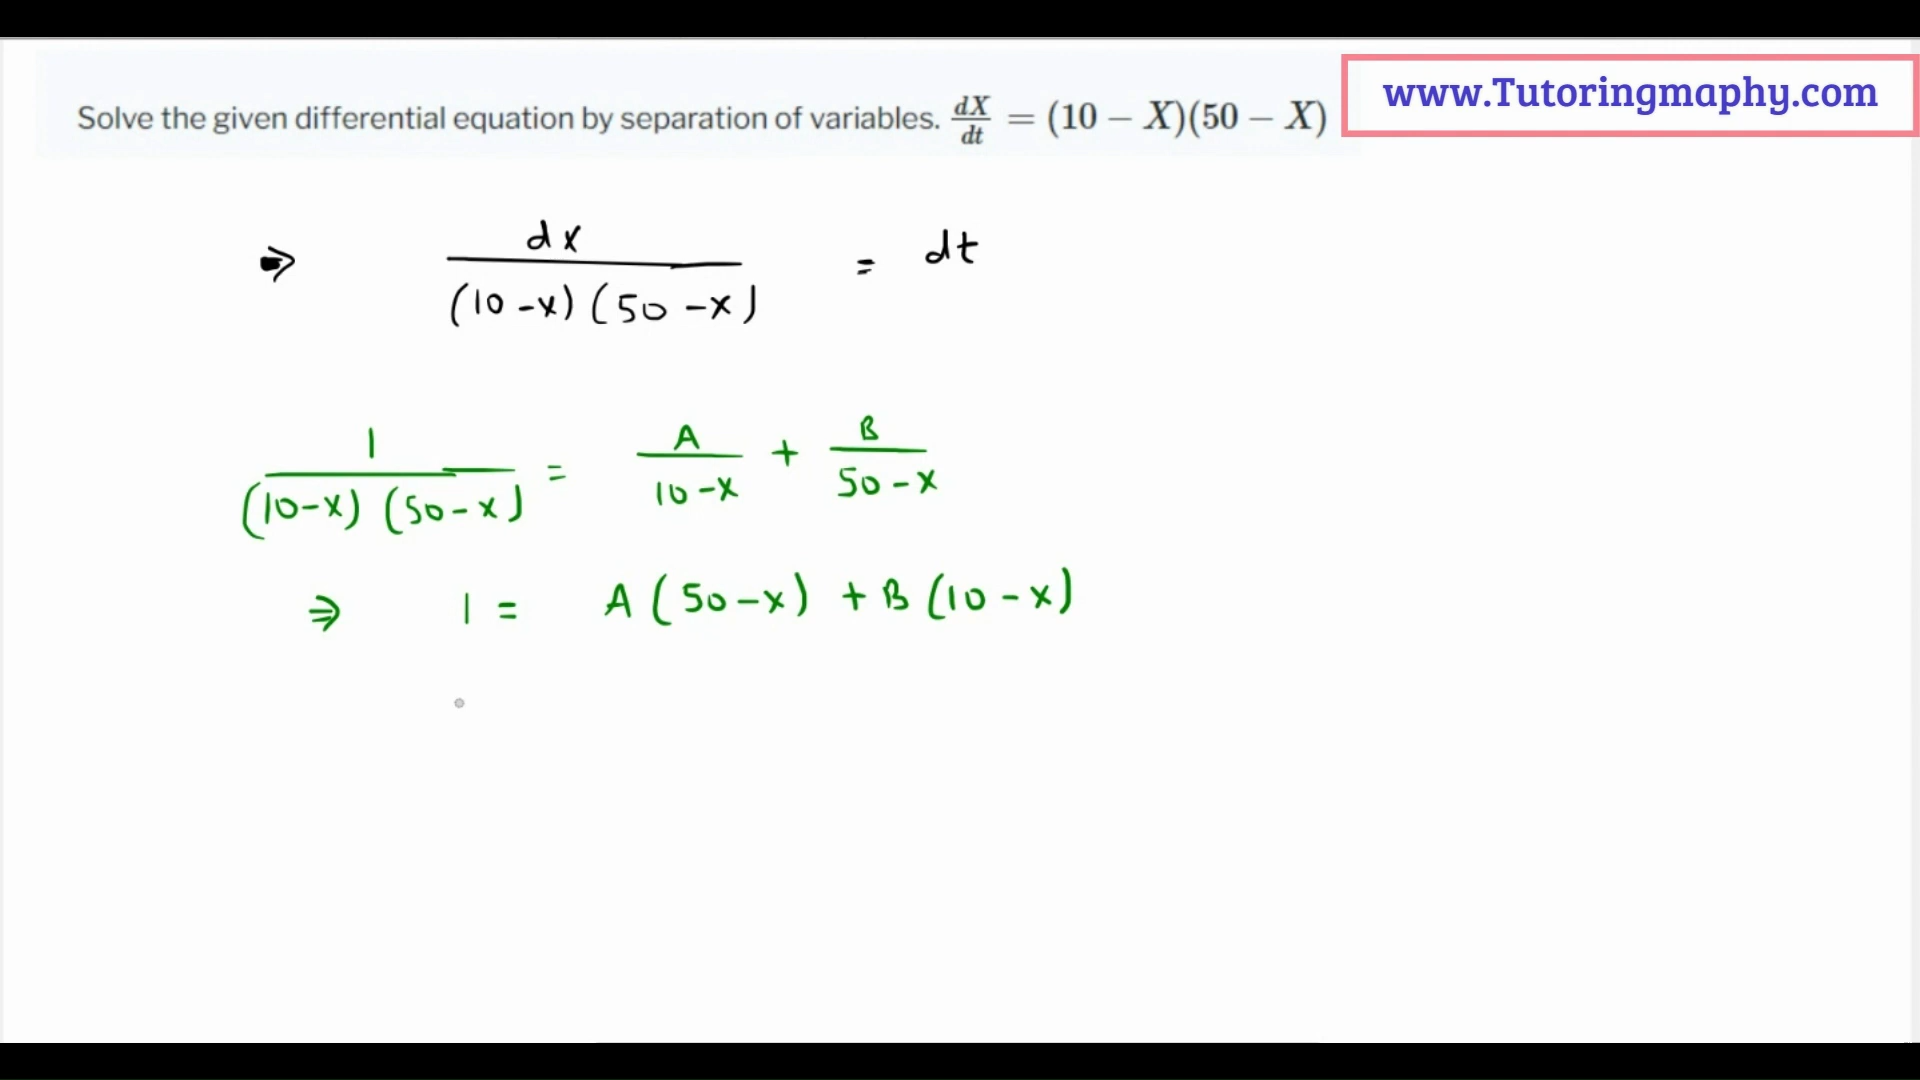 www.Tutoringmaphy.com
Solve the given differential equation by separation of variables. dX/dt = (10 − X)(50 − X)
⇒ dx/((10-x)(50-x)) = dt
1/((10-x)(50-x)) = A/(10-x) + B/(50-x)
⇒ 1 = A(50-x) + B(10-x)